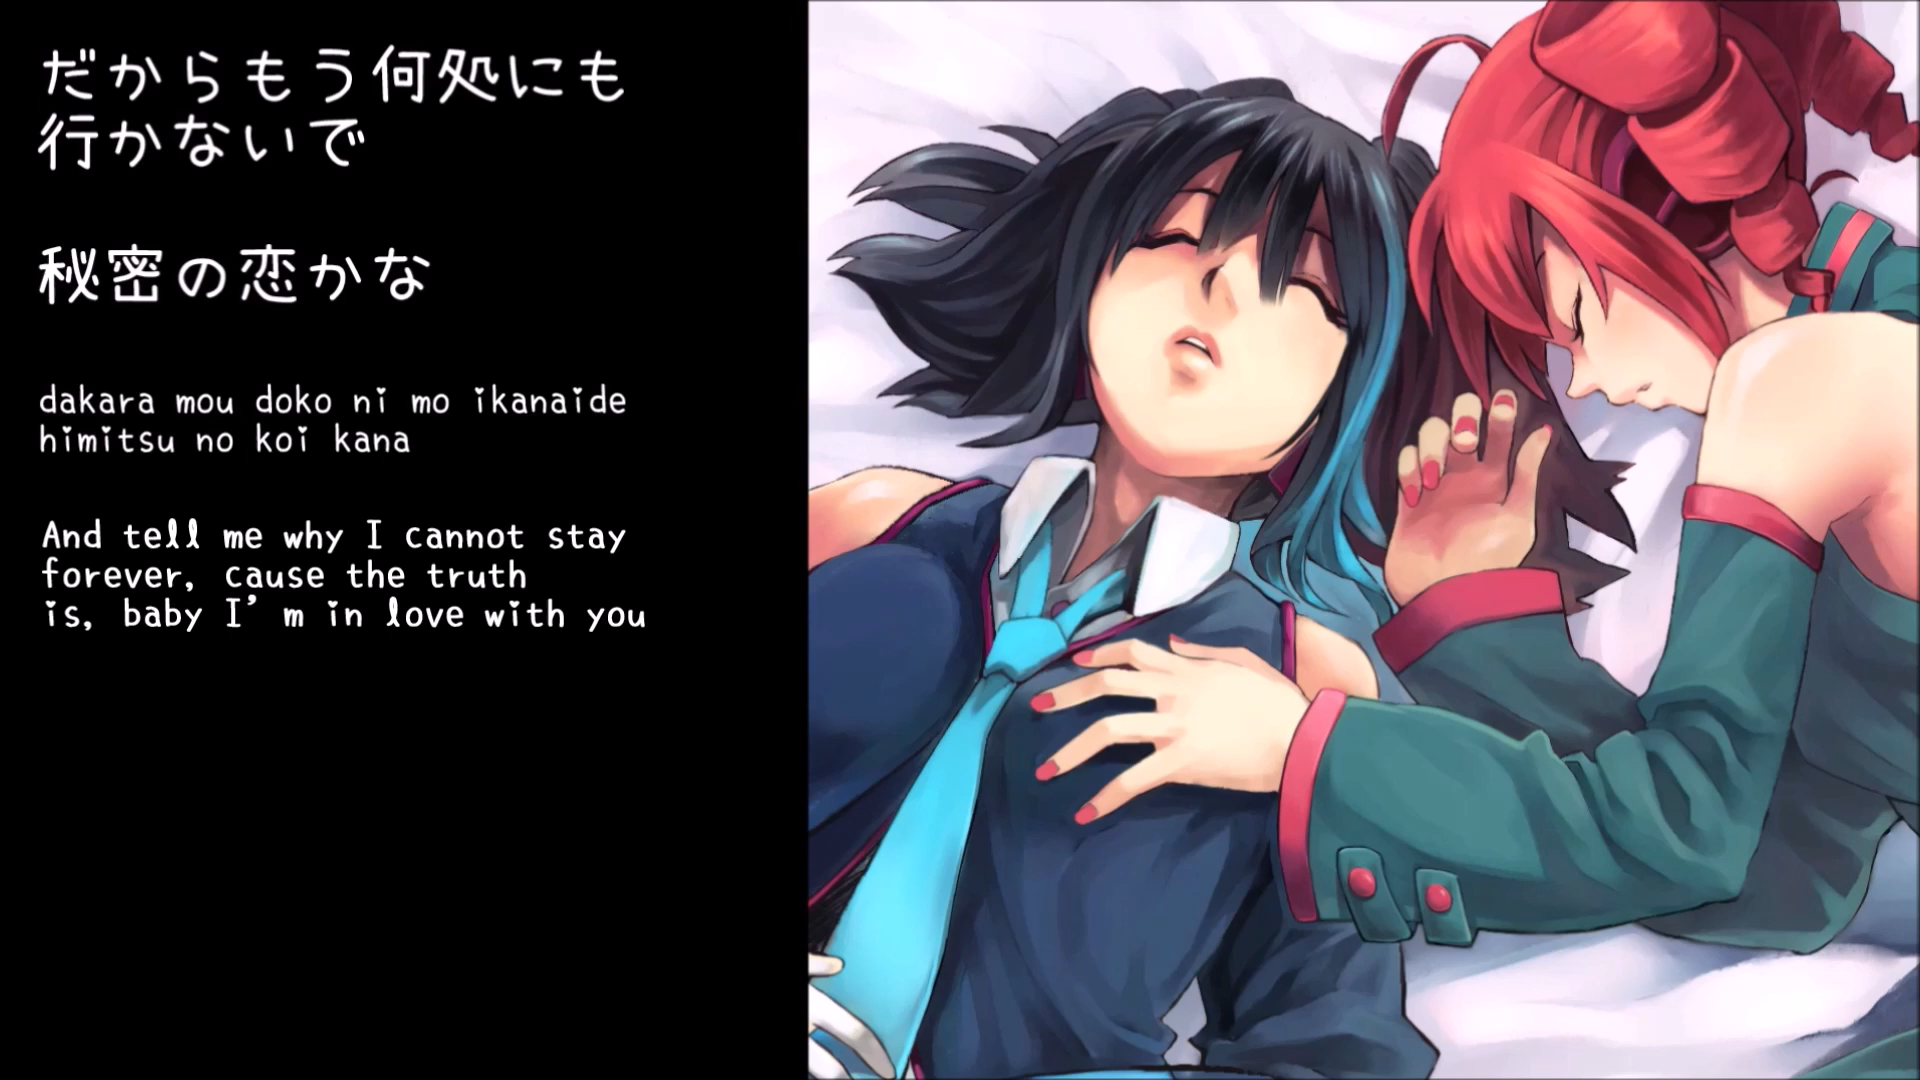 だからもう何処にも
行かないで
秘密の恋かな
dakara mou doko ni mo ikanaide
himitsu no koi kana
And tell me why I cannot stay
forever, cause the truth
is, baby I'm in love with you